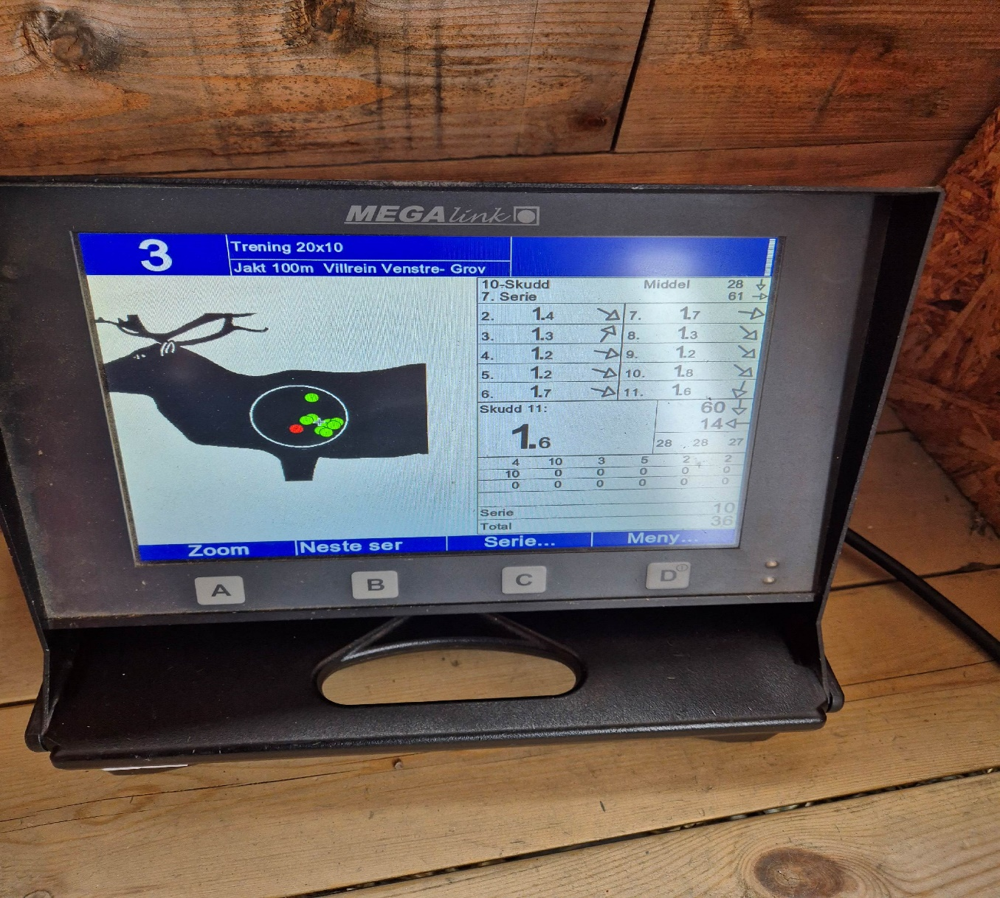 MEGAlink
3
Trening 20x10
Jakt 100m Villrein Venstre- Grov
10-Skudd Middel 28
7. Serie 61
2. 1.4 7. 1.7
3. 1.3 8. 1.3
4. 1.2 9. 1.2
5. 1.2 10. 1.8
6. 1.7 11. 1.6
Skudd 11: 60
14
1.6
28 28 27
4 10 3 5 2 2
10 0 0 0 0 0
0 0 0 0 0 0
Serie 10
Total 36
Zoom Neste ser Serie... Meny...
A B C D